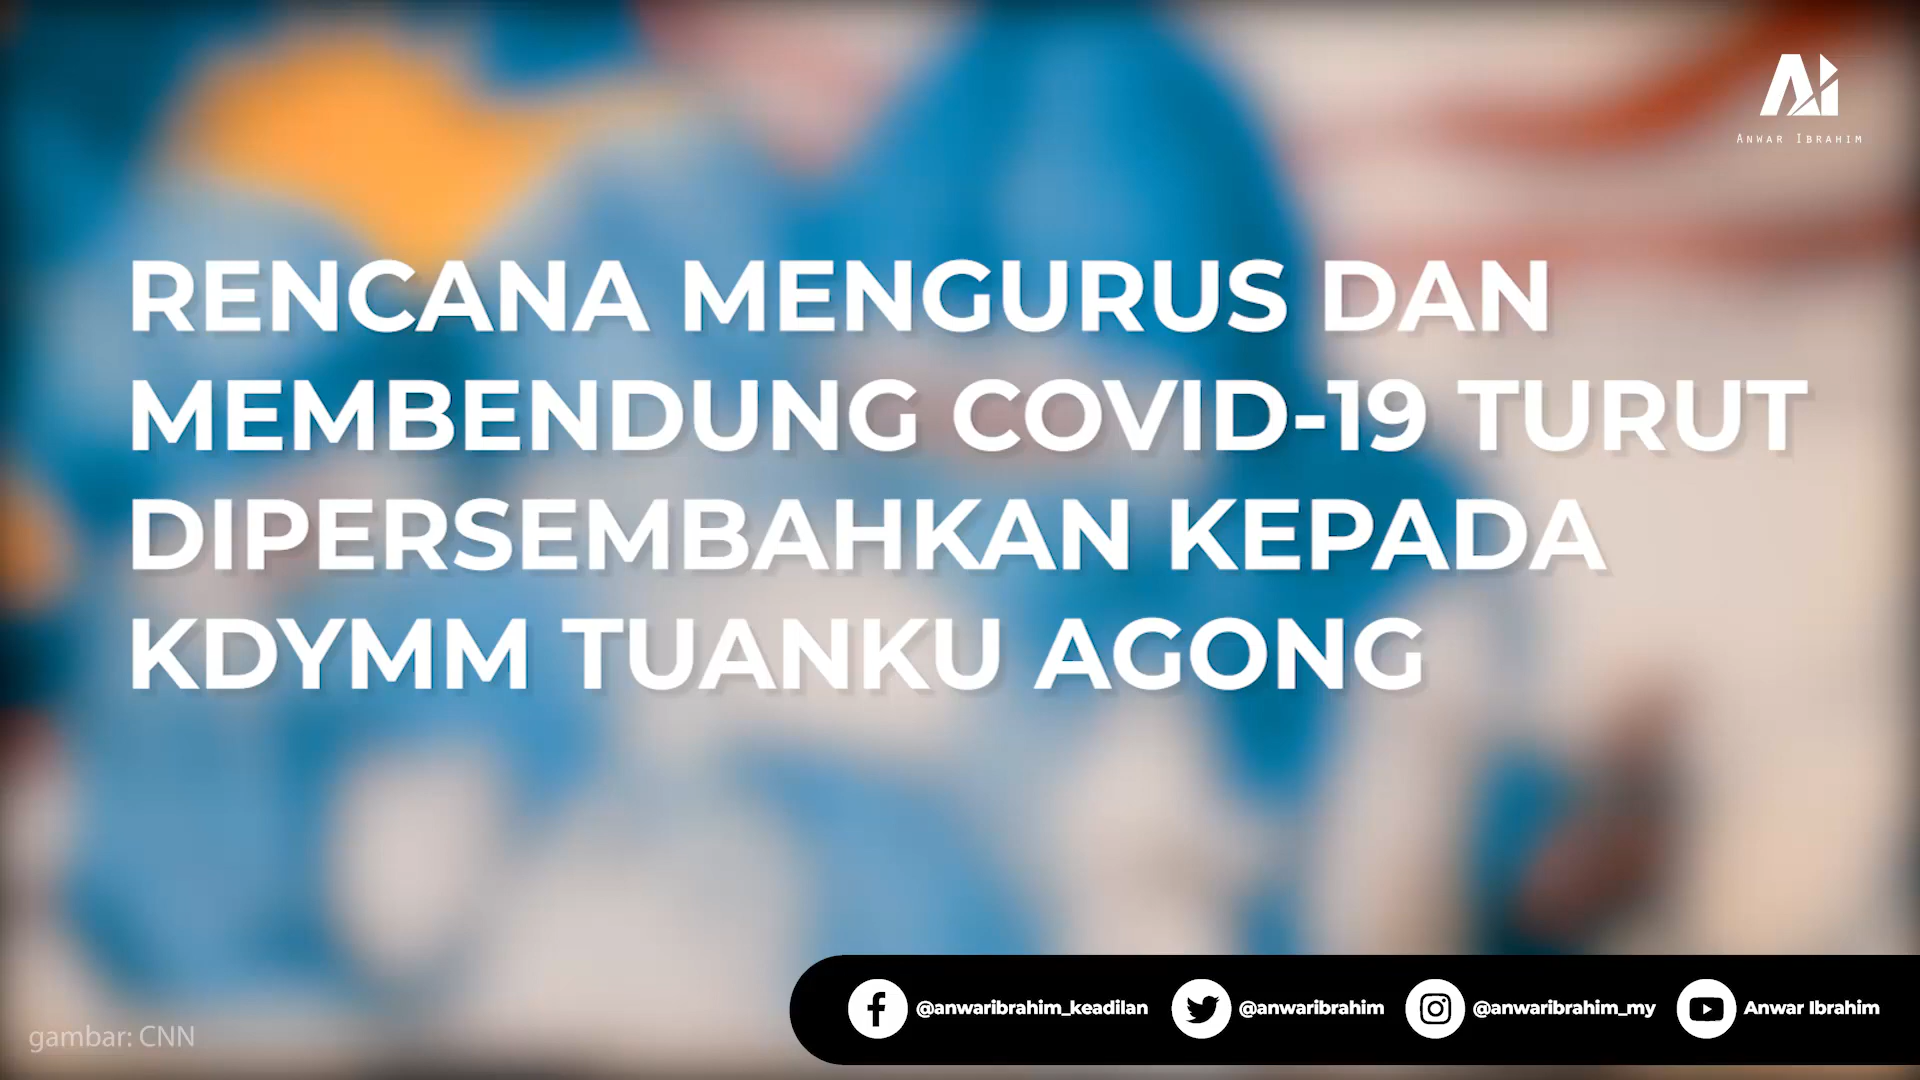 Ai
ANWAR IBRAHIM
RENCANA MENGURUS DAN
MEMBENDUNG COVID-19 TURUT
DIPERSEMBAHKAN KEPADA
KDYMM TUANKU AGONG
@anwaribrahim_keadilan @anwaribrahim @anwaribrahim_my Anwar Ibrahim
gambar: CNN